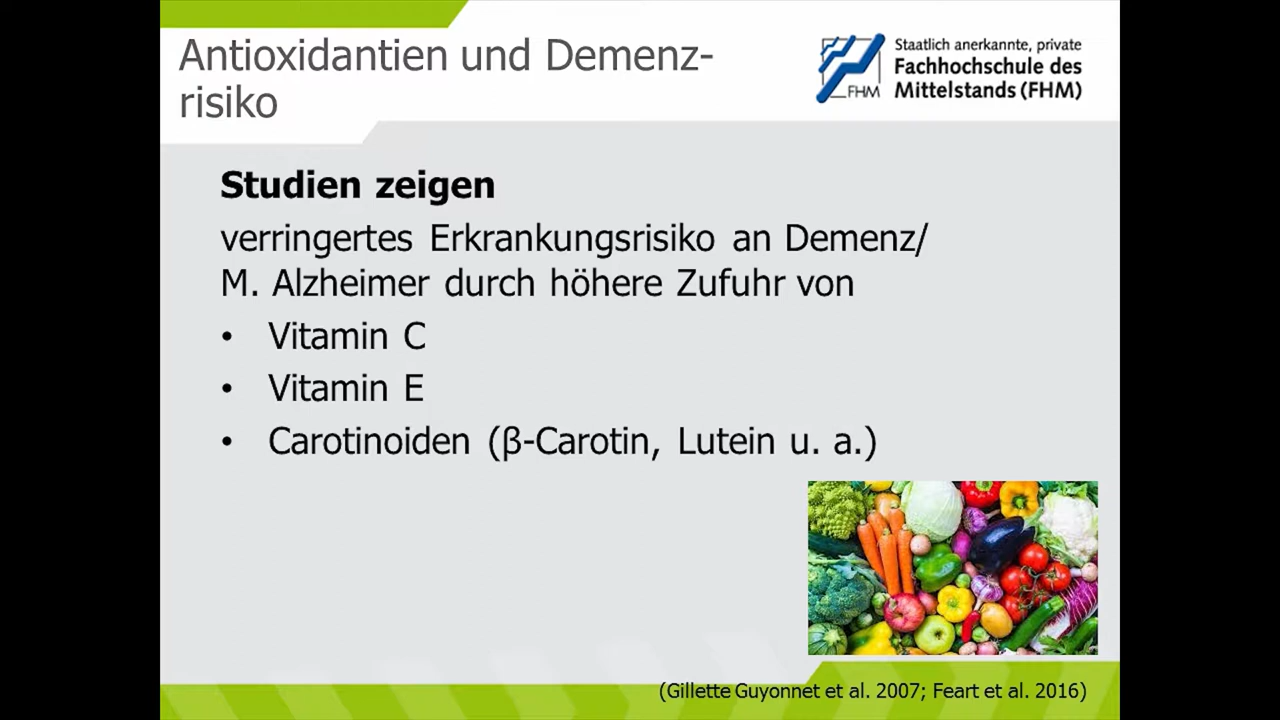 Antioxidantien und Demenz-
risiko
FHM
Staatlich anerkannte, private
Fachhochschule des
Mittelstands (FHM)
Studien zeigen
verringertes Erkrankungsrisiko an Demenz/
M. Alzheimer durch höhere Zufuhr von
• Vitamin C
• Vitamin E
• Carotinoiden (β-Carotin, Lutein u. a.)
(Gillette Guyonnet et al. 2007; Feart et al. 2016)